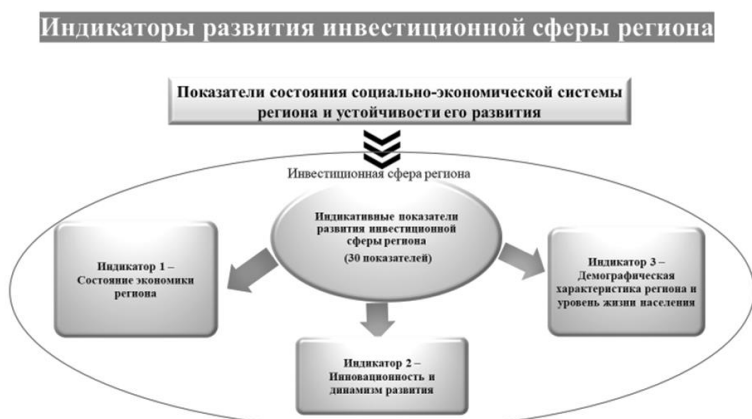 Индикаторы развития инвестиционной сферы региона
Показатели состояния социально-экономической системы
региона и устойчивости его развития
Инвестиционная сфера региона
Индикативные показатели
развития инвестиционной
сферы региона
(30 показателей)
Индикатор 1 –
Состояние экономики
региона
Индикатор 2 –
Инновационность и
динамизм развития
Индикатор 3 –
Демографическая
характеристика региона и
уровень жизни населения